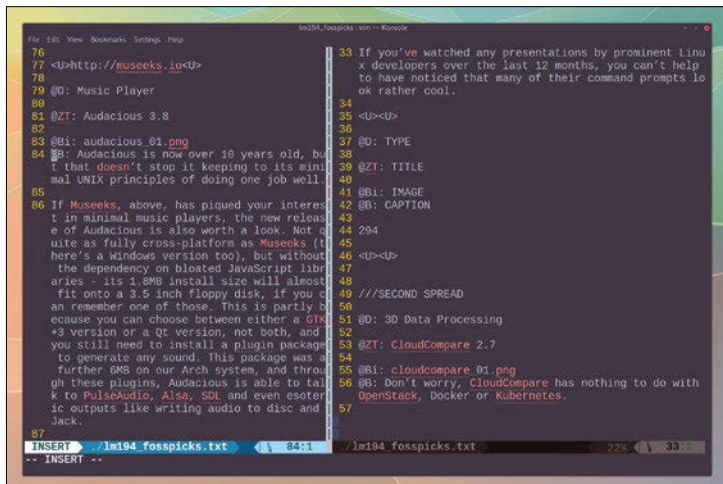 lm194_fosspicks : vim — Konsole
File Edit View Bookmarks Settings Help
76
77 <U>http://museeks.io<U>
78
79 @D: Music Player
80
81 @ZT: Audacious 3.8
82
83 @Bi: audacious_01.png
84 @B: Audacious is now over 10 years old, bu
t that doesn't stop it keeping to its mini
mal UNIX principles of doing one job well.
85
86 If Museeks, above, has piqued your interes
t in minimal music players, the new releas
e of Audacious is also worth a look. Not q
uite as fully cross-platform as Museeks (t
here's a Windows version too), but without
the dependency on bloated JavaScript libr
aries - its 1.8MB install size will almost
fit onto a 3.5 inch floppy disk, if you c
an remember one of those. This is partly b
ecause you can choose between either a GTK
+3 version or a Qt version, not both, and
you still need to install a plugin package
to generate any sound. This package was a
further 6MB on our Arch system, and throu
gh these plugins, Audacious is able to tal
k to PulseAudio, Alsa, SDL and even esoter
ic outputs like writing audio to disc and
Jack.
87
INSERT ./lm194_fosspicks.txt 84:1
-- INSERT --
33 If you've watched any presentations by prominent Linu
x developers over the last 12 months, you can't help
to have noticed that many of their command prompts lo
ok rather cool.
34
35 <U><U>
36
37 @D: TYPE
38
39 @ZT: TITLE
40
41 @Bi: IMAGE
42 @B: CAPTION
43
44 294
45
46 <U><U>
47
48
49 ///SECOND SPREAD
50
51 @D: 3D Data Processing
52
53 @ZT: CloudCompare 2.7
54
55 @Bi: cloudcompare_01.png
56 @B: Don't worry, CloudCompare has nothing to do with
OpenStack, Docker or Kubernetes.
57
./lm194_fosspicks.txt 22% 33:1